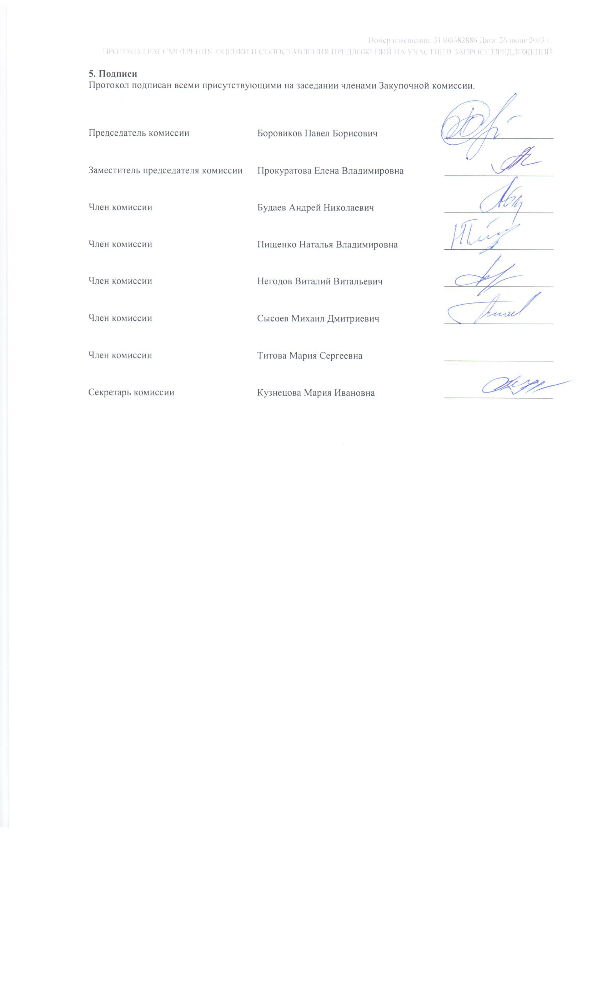 Номер извещения: 31300382886 Дата: 26 июня 2013 г.
ПРОТОКОЛ РАССМОТРЕНИЯ, ОЦЕНКИ И СОПОСТАВЛЕНИЯ ПРЕДЛОЖЕНИЙ НА УЧАСТИЕ В ЗАПРОСЕ ПРЕДЛОЖЕНИЙ
5. Подписи
Протокол подписан всеми присутствующими на заседании членами Закупочной комиссии.
Председатель комиссии Боровиков Павел Борисович
Заместитель председателя комиссии Прокуратова Елена Владимировна
Член комиссии Будаев Андрей Николаевич
Член комиссии Пищенко Наталья Владимировна
Член комиссии Негодов Виталий Витальевич
Член комиссии Сысоев Михаил Дмитриевич
Член комиссии Титова Мария Сергеевна
Секретарь комиссии Кузнецова Мария Ивановна